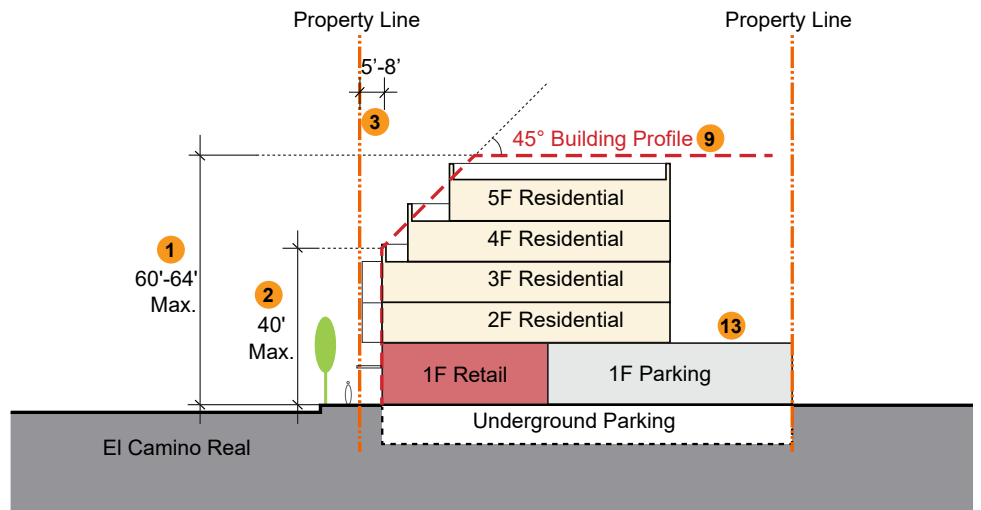 Property Line
Property Line
5'-8'
3
45° Building Profile 9
5F Residential
4F Residential
1
60'-64'
Max.
3F Residential
2
40'
Max.
2F Residential
13
1F Retail
1F Parking
Underground Parking
El Camino Real